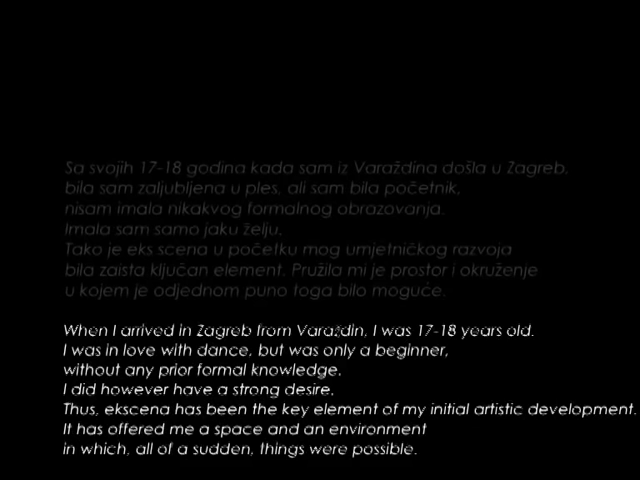 Sa svojih 17-18 godina kada sam iz Varaždina došla u Zagreb,
bila sam zaljubljena u ples, ali sam bila početnik,
nisam imala nikakvog formalnog obrazovanja.
Imala sam samo jaku želju.
Tako je eks scena u početku mog umjetničkog razvoja
bila zaista ključan element. Pružila mi je prostor i okruženje
u kojem je odjednom puno toga bilo moguće.
When I arrived in Zagreb from Varaždin, I was 17-18 years old.
I was in love with dance, but was only a beginner,
without any prior formal knowledge.
I did however have a strong desire.
Thus, ekscena has been the key element of my initial artistic development.
It has offered me a space and an environment
in which, all of a sudden, things were possible.